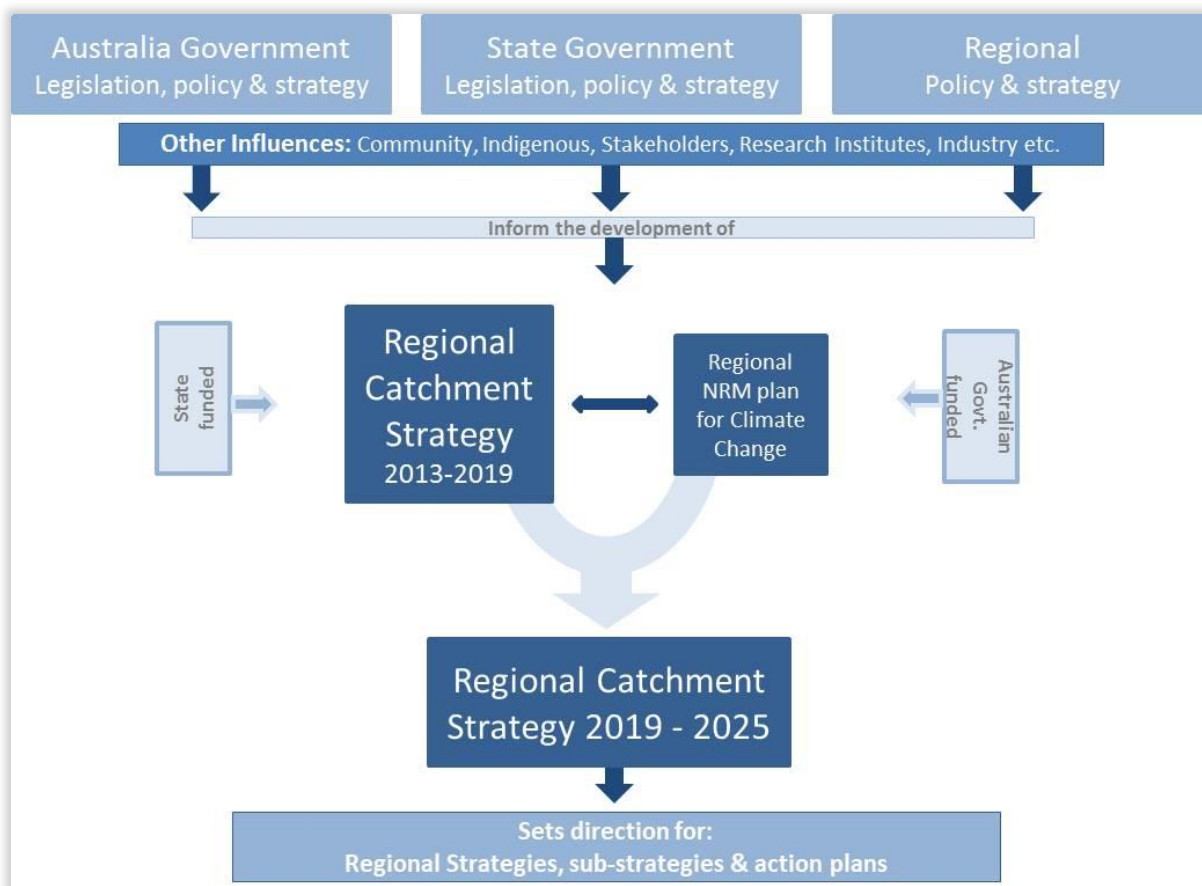 Australia Government
Legislation, policy & strategy
State Government
Legislation, policy & strategy
Regional
Policy & strategy
Other Influences: Community, Indigenous, Stakeholders, Research Institutes, Industry etc.
Inform the development of
State
funded
Regional
Catchment
Strategy
2013-2019
Regional
NRM plan
for Climate
Change
Australian
Govt.
funded
Regional Catchment
Strategy 2019 - 2025
Sets direction for:
Regional Strategies, sub-strategies & action plans